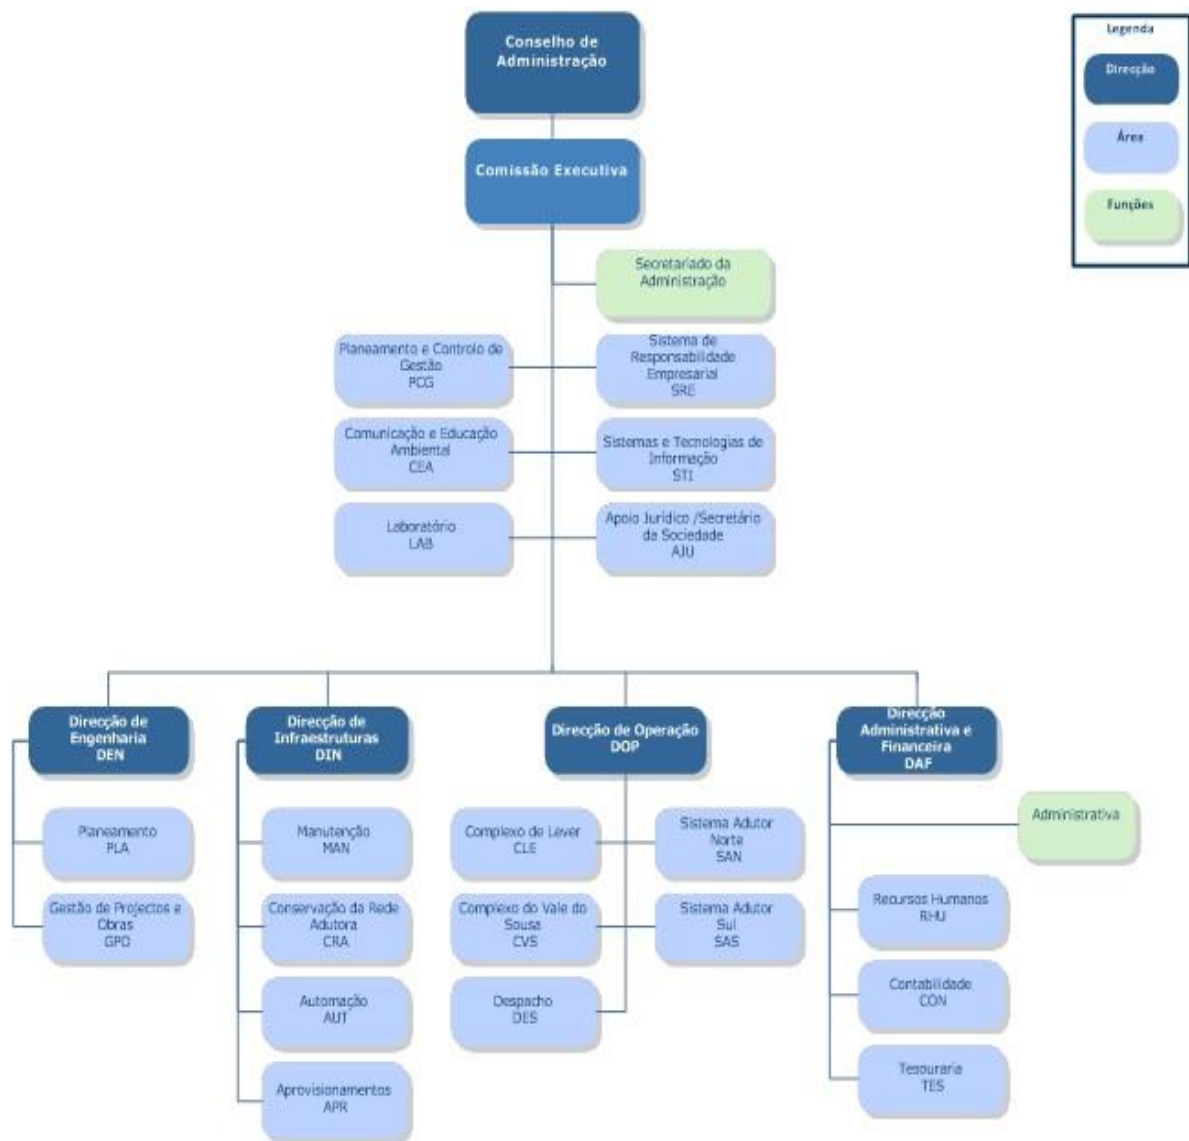 Conselho de
Administração
Legenda
Direcção
Área
Funções
Comissão Executiva
Secretariado da
Administração
Planeamento e Controlo de
Gestão
PCG
Sistema de
Responsabilidade
Empresarial
SRE
Comunicação e Educação
Ambiental
CEA
Sistemas e Tecnologias de
Informação
STI
Laboratório
LAB
Apoio Jurídico /Secretário
da Sociedade
AJU
Direcção de
Engenharia
DEN
Direcção de
Infraestruturas
DIN
Direcção de Operação
DOP
Direcção
Administrativa e
Financeira
DAF
Planeamento
PLA
Gestão de Projectos e
Obras
GPO
Manutenção
MAN
Conservação da Rede
Adutora
CRA
Automação
AUT
Aprovisionamentos
APR
Complexo de Lever
CLE
Sistema Adutor
Norte
SAN
Complexo do Vale do
Sousa
CVS
Sistema Adutor
Sul
SAS
Despacho
DES
Administrativa
Recursos Humanos
RHU
Contabilidade
CON
Tesouraria
TES